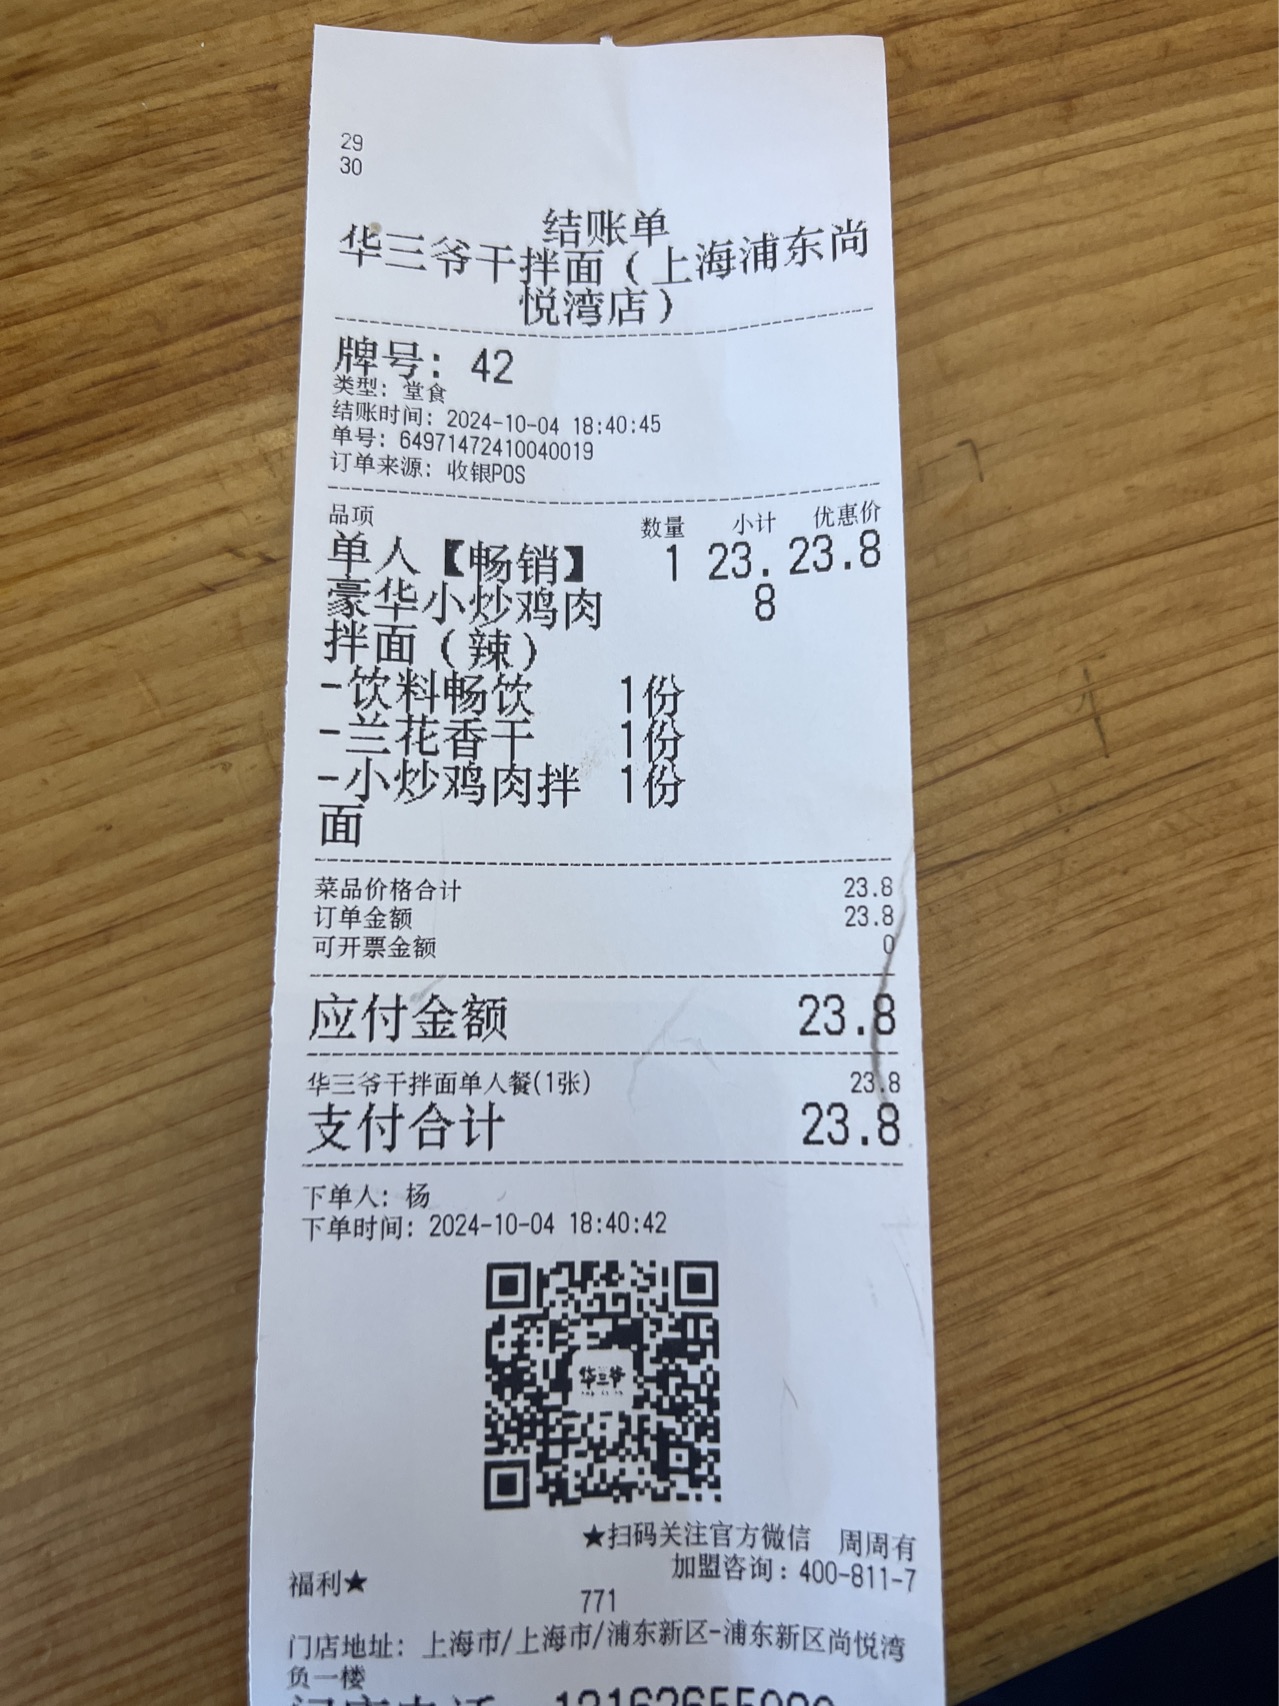 29
30
结账单
华三爷干拌面（上海浦东尚
悦湾店）
牌号：42
类型：堂食
结账时间：2024-10-04 18:40:45
单号：649714724100400​19
订单来源：收银POS
品项 数量 小计 优惠价
单人【畅销】 1 23. 23.8
豪华小炒鸡肉 8
拌面（辣）
-饮料畅饮 1份
-兰花香干 1份
-小炒鸡肉拌 1份
面
菜品价格合计 23.8
订单金额 23.8
可开票金额 0
应付金额 23.8
华三爷干拌面单人餐(1张) 23.8
支付合计 23.8
下单人：杨
下单时间：2024-10-04 18:40:42
华三爷
★扫码关注官方微信 周周有
福利★ 加盟咨询：400-811-7
771
门店地址：上海市/上海市/浦东新区-浦东新区尚悦湾
负一楼